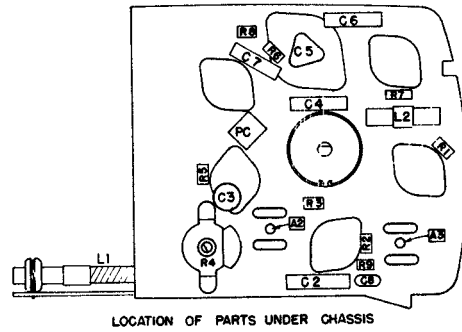 C6
R8
R6
C5
C7
R7
C4
L2
PC
R1
R5
C3
R3
A2
R2
A3
R4
R9
L1
C2
C8
LOCATION OF PARTS UNDER CHASSIS